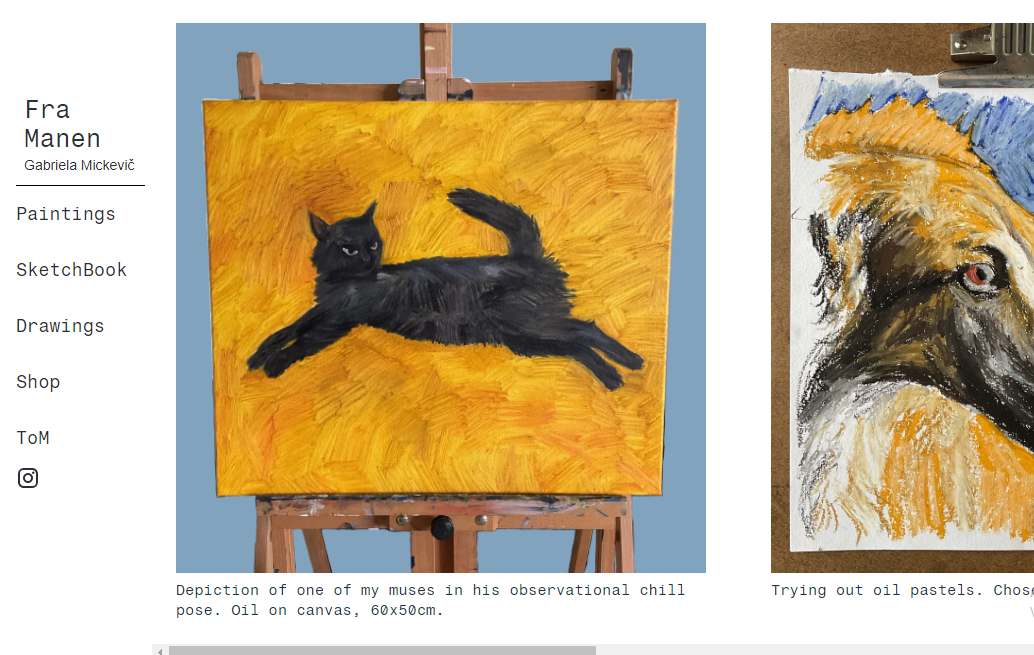 Fra
Manen
Gabriela Mickevič
Paintings
SketchBook
Drawings
Shop
ToM
Depiction of one of my muses in his observational chill
pose. Oil on canvas, 60x50cm.
Trying out oil pastels.